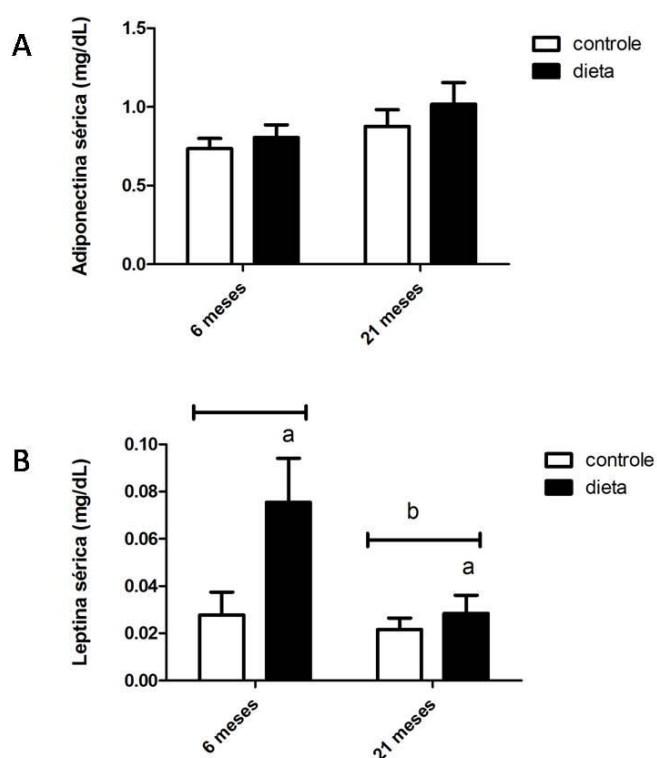 A
Adiponectina sérica (mg/dL)
1.5
1.0
0.5
0.0
6 meses
21 meses
controle
dieta
B
Leptina sérica (mg/dL)
0.10
0.08
0.06
0.04
0.02
0.00
a
b
a
6 meses
21 meses
controle
dieta